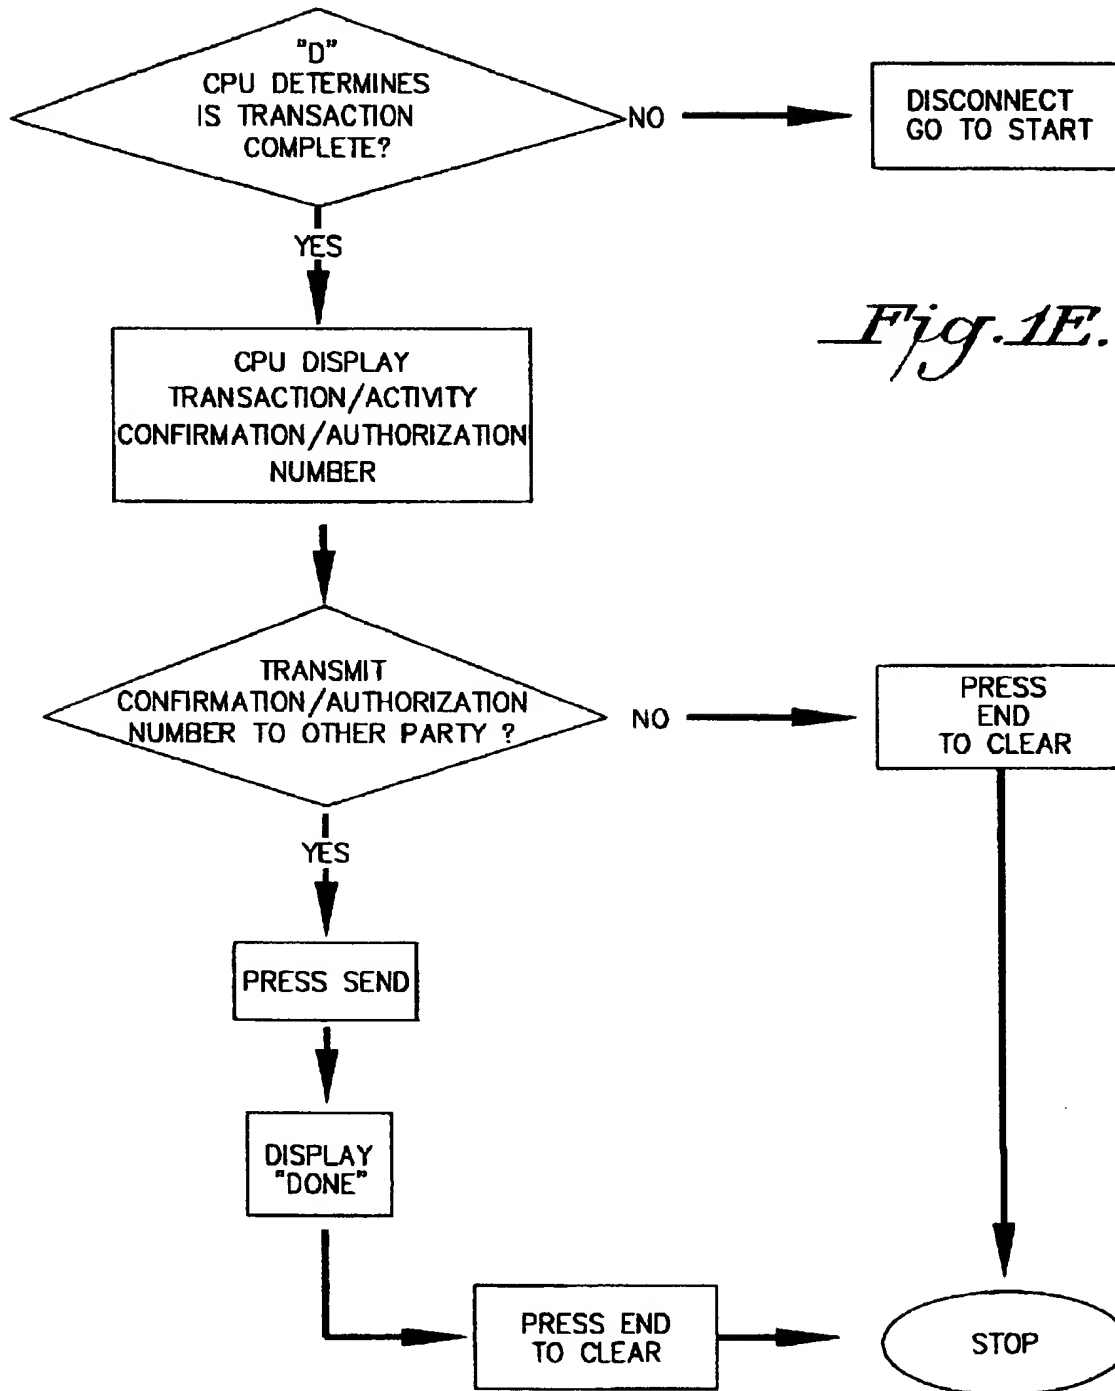 "D"
CPU DETERMINES
IS TRANSACTION
COMPLETE?
NO
DISCONNECT
GO TO START
YES
Fig. 1E.
CPU DISPLAY
TRANSACTION/ACTIVITY
CONFIRMATION/AUTHORIZATION
NUMBER
TRANSMIT
CONFIRMATION/AUTHORIZATION
NUMBER TO OTHER PARTY ?
NO
PRESS
END
TO CLEAR
YES
PRESS SEND
DISPLAY
"DONE"
PRESS END
TO CLEAR
STOP